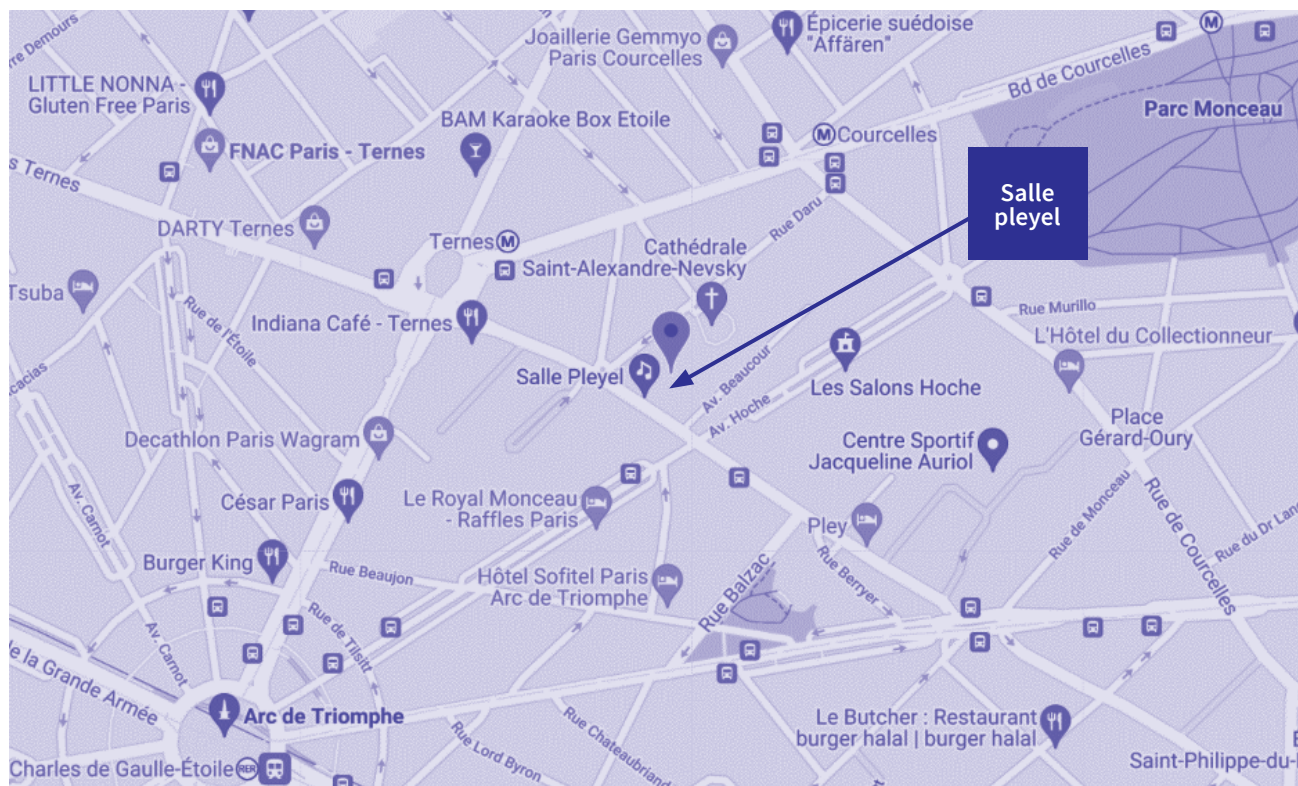 Épicerie suédoise
"Affären"
Joaillerie Gemmyo
Paris Courcelles
re Demours
LITTLE NONNA -
Gluten Free Paris
Bd de Courcelles
Parc Monceau
BAM Karaoke Box Etoile
Courcelles
FNAC Paris - Ternes
s Ternes
Salle
pleyel
DARTY Ternes
Ternes
Rue Daru
Cathédrale
Saint-Alexandre-Nevsky
Tsuba
Rue de l'Étoile
Indiana Café - Ternes
Rue Murillo
L'Hôtel du Collectionneur
Salle Pleyel
Av. Beaucour
Les Salons Hoche
cacias
Av. Hoche
Place
Gérard-Oury
Decathlon Paris Wagram
Centre Sportif
Jacqueline Auriol
Av. Carnot
César Paris
Le Royal Monceau
- Raffles Paris
Pley
Rue de Monceau
Rue de Courcelles
Rue du Dr Lanc
Burger King
Rue Beaujon
Hôtel Sofitel Paris
Arc de Triomphe
Rue Balzac
Rue Berryer
Rue de Tilsitt
Av. Carnot
e la Grande Armée
Arc de Triomphe
Le Butcher : Restaurant
burger halal | burger halal
Rue Lord Byron
Rue Chateaubriand
Charles de Gaulle-Étoile
RER
Saint-Philippe-du-